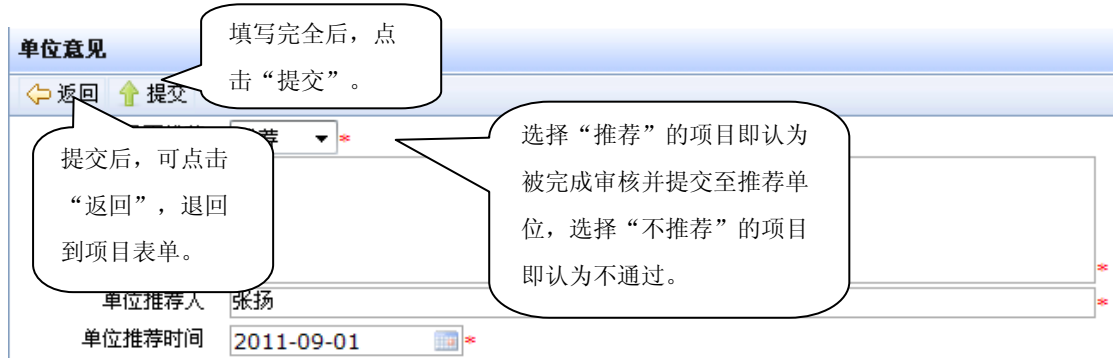 单位意见
填写完全后，点
击“提交”。
返回 提交
荐
选择“推荐”的项目即认为
被完成审核并提交至推荐单
位，选择“不推荐”的项目
即认为不通过。
提交后，可点击
“返回”，退回
到项目表单。
*
*
单位推荐人 张扬 *
单位推荐时间 2011-09-01 *